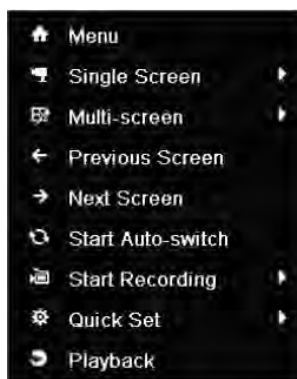 Menu
Single Screen
Multi-screen
Previous Screen
Next Screen
Start Auto-switch
Start Recording
Quick Set
Playback